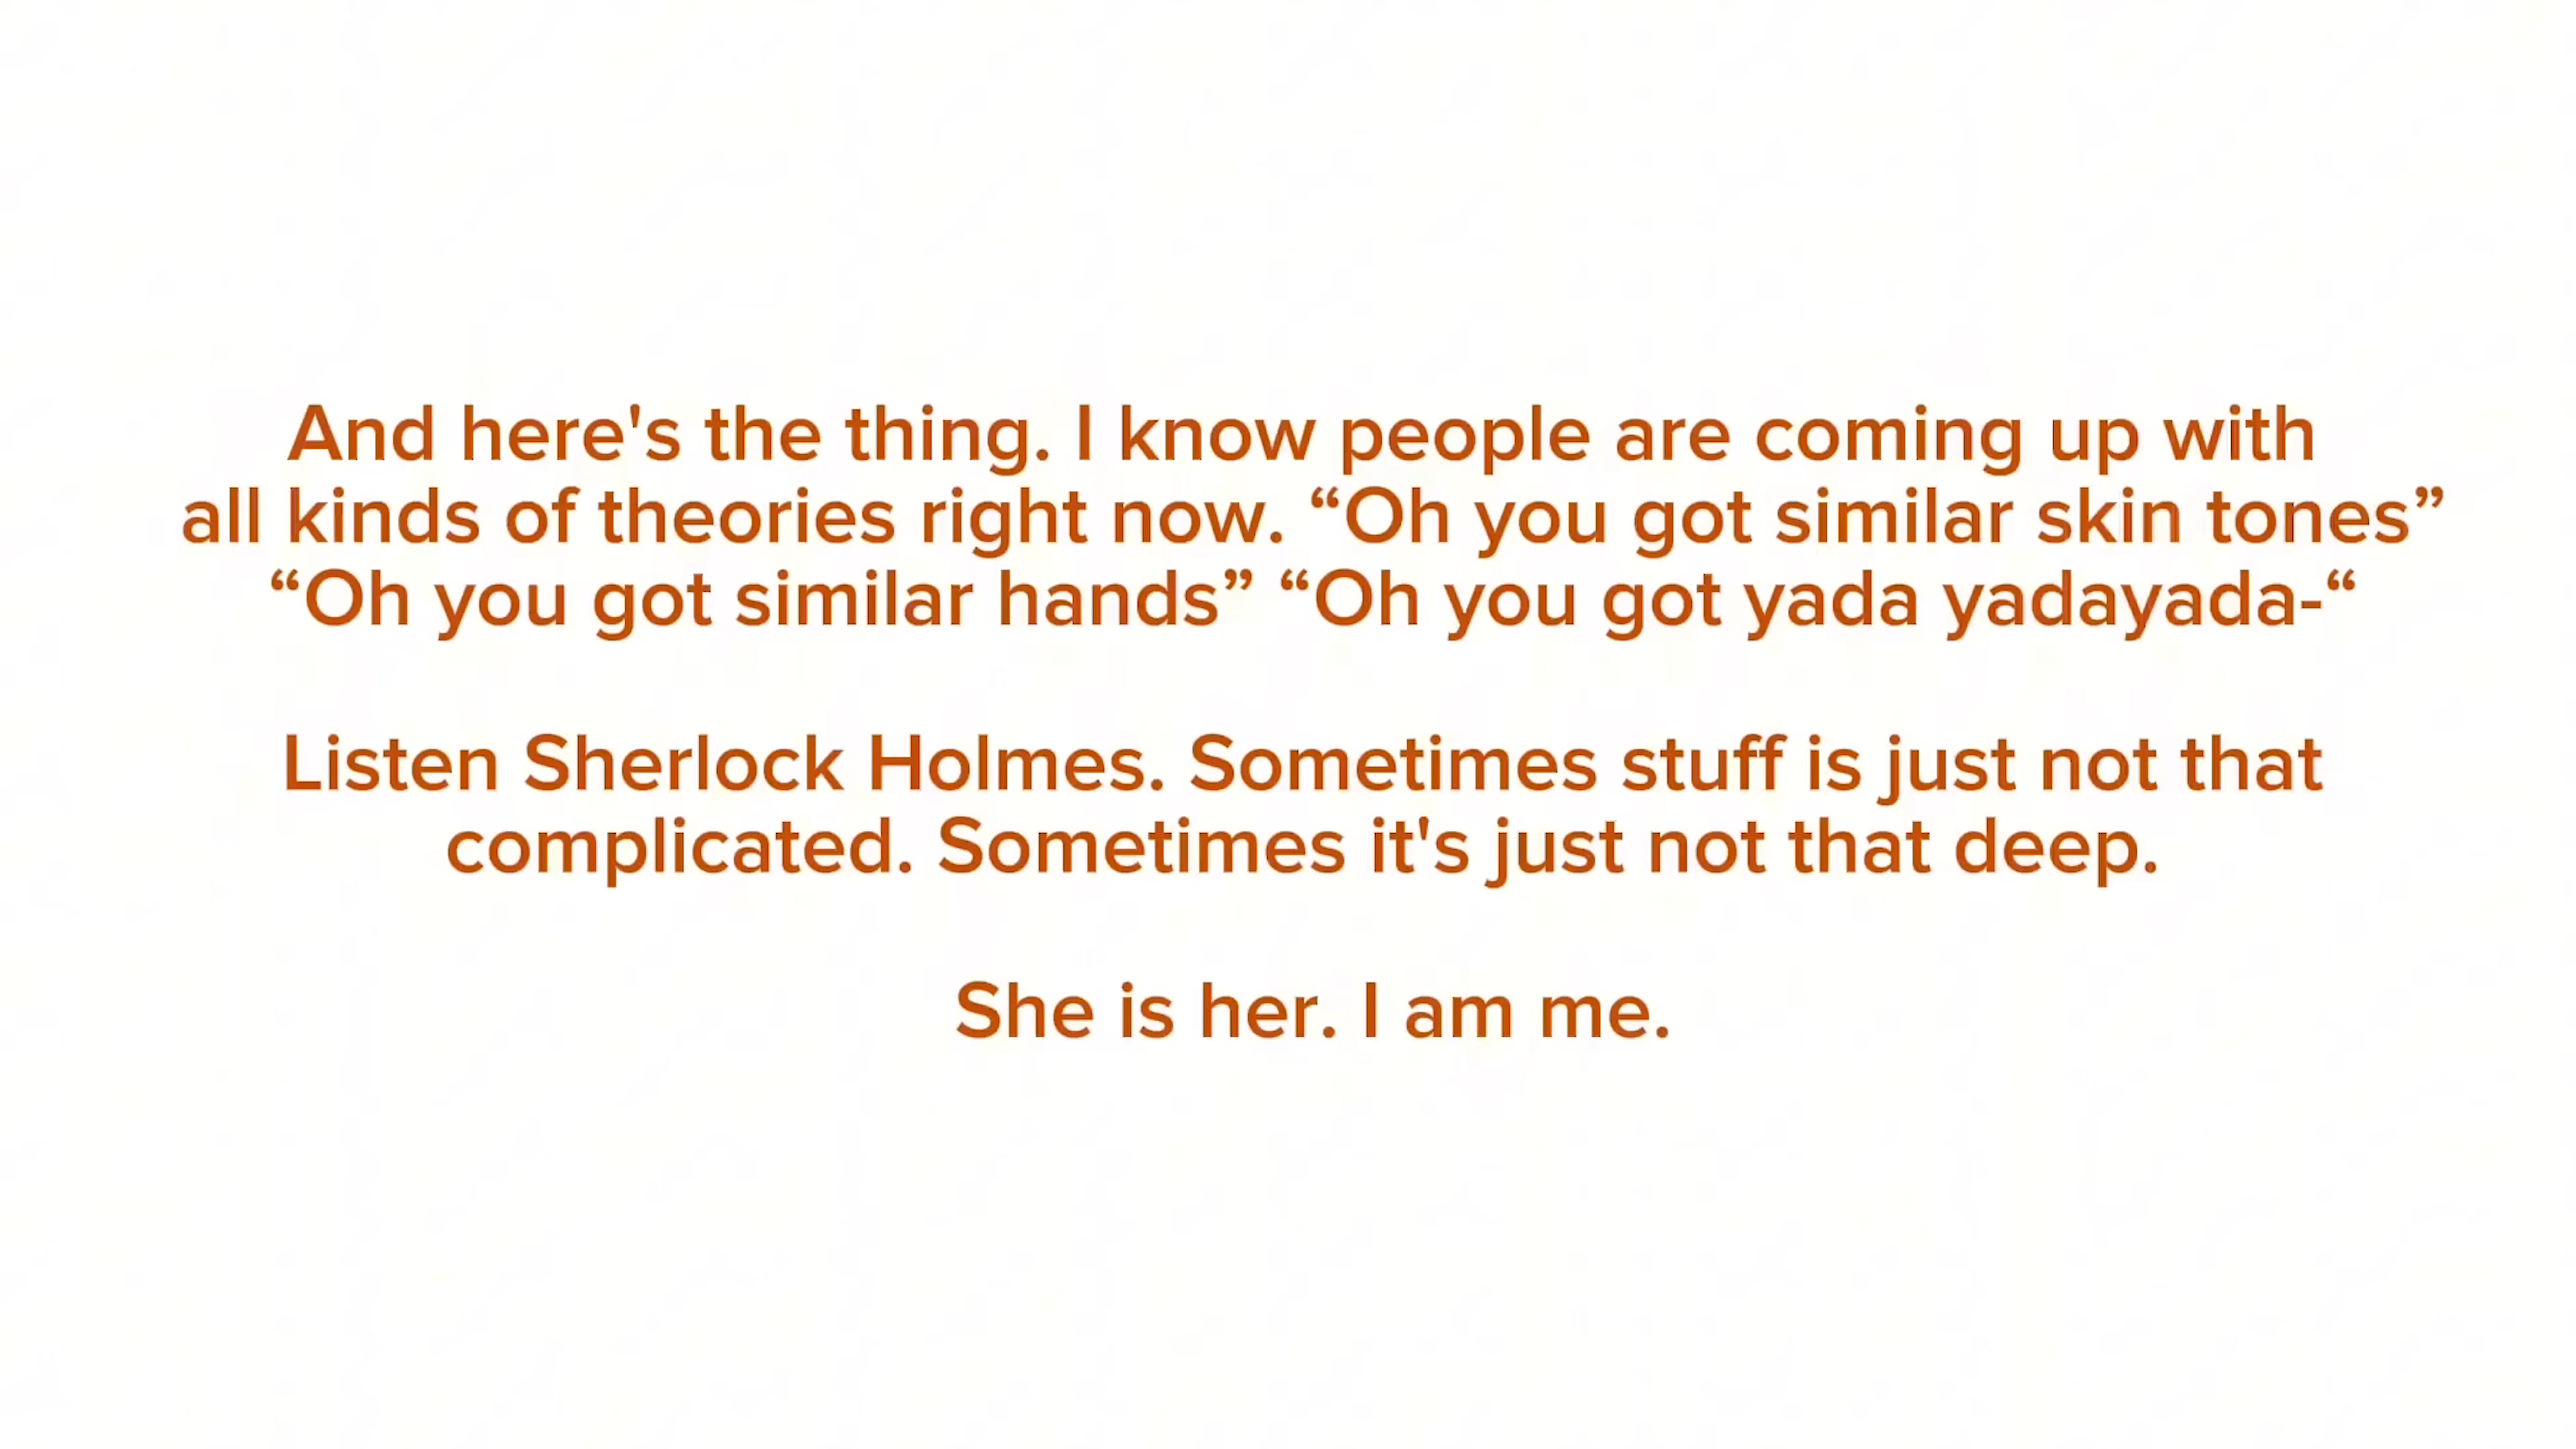 And here's the thing. I know people are coming up with
all kinds of theories right now. “Oh you got similar skin tones”
“Oh you got similar hands” “Oh you got yada yadayada-“
Listen Sherlock Holmes. Sometimes stuff is just not that
complicated. Sometimes it's just not that deep.
She is her. I am me.